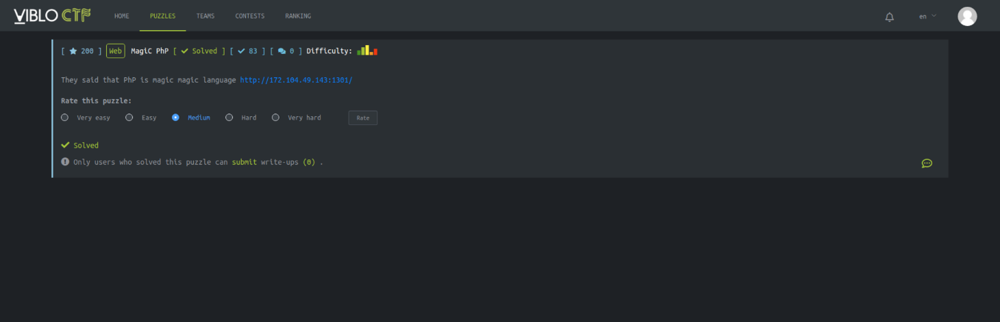 VIBLO CTF HOME PUZZLES TEAMS CONTESTS RANKING en
[ 200 ] Web MagiC PhP [ Solved ] [ 83 ] [ 0 ] Difficulty:
They said that PhP is magic magic language http://172.104.49.143:1301/
Rate this puzzle:
Very easy Easy Medium Hard Very hard Rate
Solved
Only users who solved this puzzle can submit write-ups (0) .